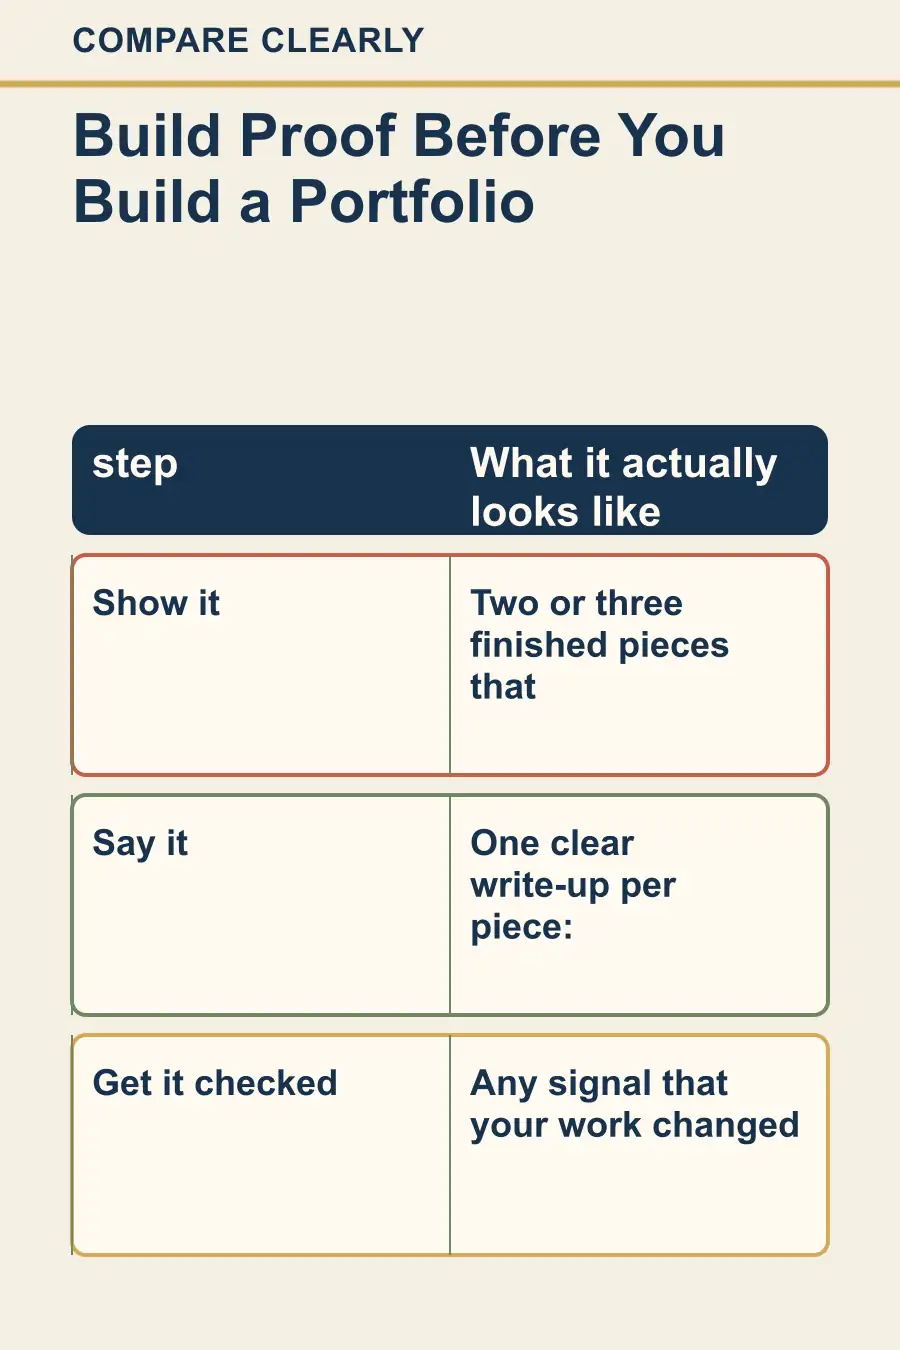 COMPARE CLEARLY
Build Proof Before You
Build a Portfolio
step
What it actually
looks like
Show it
Two or three
finished pieces
that
Say it
One clear
write-up per
piece:
Get it checked
Any signal that
your work changed